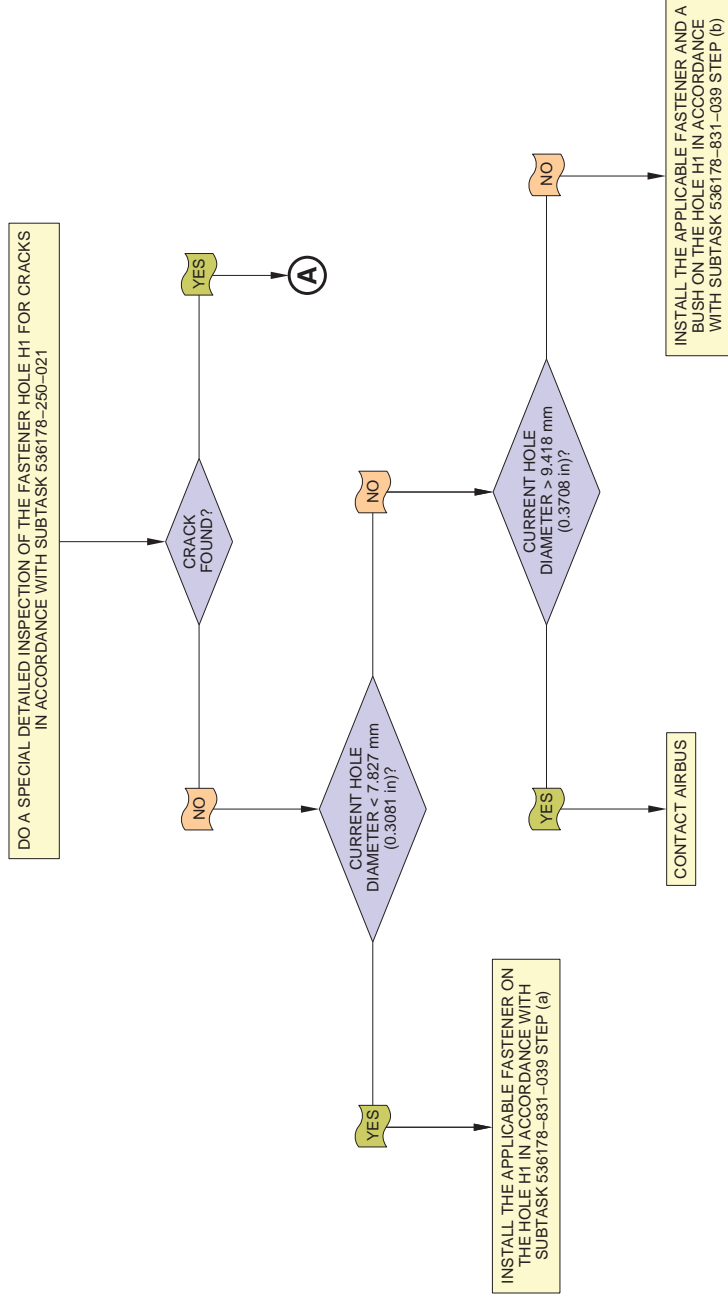 DO A SPECIAL DETAILED INSPECTION OF THE FASTENER HOLE H1 FOR CRACKS
IN ACCORDANCE WITH SUBTASK 536178−250−021
CRACK
FOUND?
NO
YES
A
CURRENT HOLE
DIAMETER < 7.827 mm
(0.3081 in)?
YES
NO
INSTALL THE APPLICABLE FASTENER ON
THE HOLE H1 IN ACCORDANCE WITH
SUBTASK 536178−831−039 STEP (a)
CURRENT HOLE
DIAMETER > 9.418 mm
(0.3708 in)?
YES
NO
CONTACT AIRBUS
INSTALL THE APPLICABLE FASTENER AND A
BUSH ON THE HOLE H1 IN ACCORDANCE
WITH SUBTASK 536178−831−039 STEP (b)